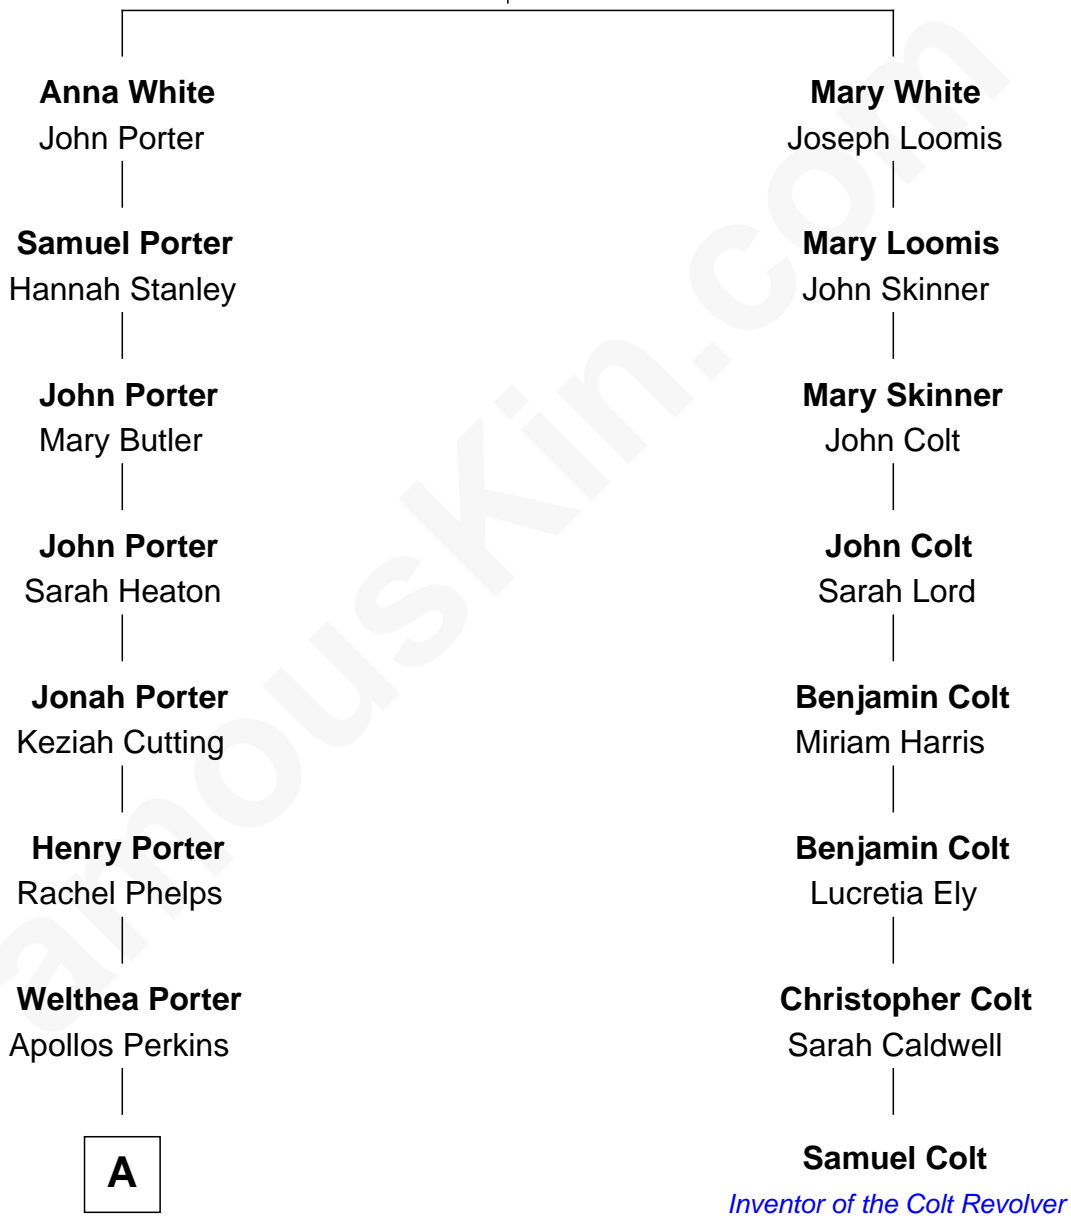 Anna White
John Porter
Mary White
Joseph Loomis
Samuel Porter
Hannah Stanley
Mary Loomis
John Skinner
John Porter
Mary Butler
Mary Skinner
John Colt
John Porter
Sarah Heaton
John Colt
Sarah Lord
Jonah Porter
Keziah Cutting
Benjamin Colt
Miriam Harris
Henry Porter
Rachel Phelps
Benjamin Colt
Lucretia Ely
Welthea Porter
Apollos Perkins
Christopher Colt
Sarah Caldwell
A
Samuel Colt
Inventor of the Colt Revolver
amousKin.com